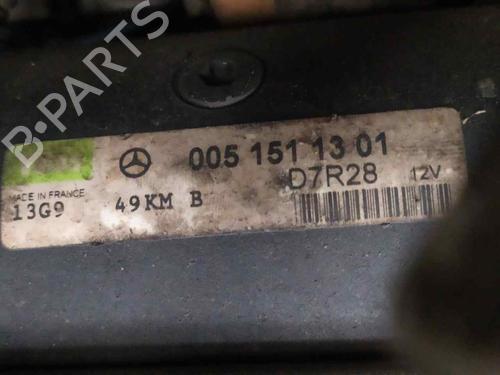 B-PARTS
005 151 13 01
D7R28 12V
MADE IN FRANCE
13G9 49KM B